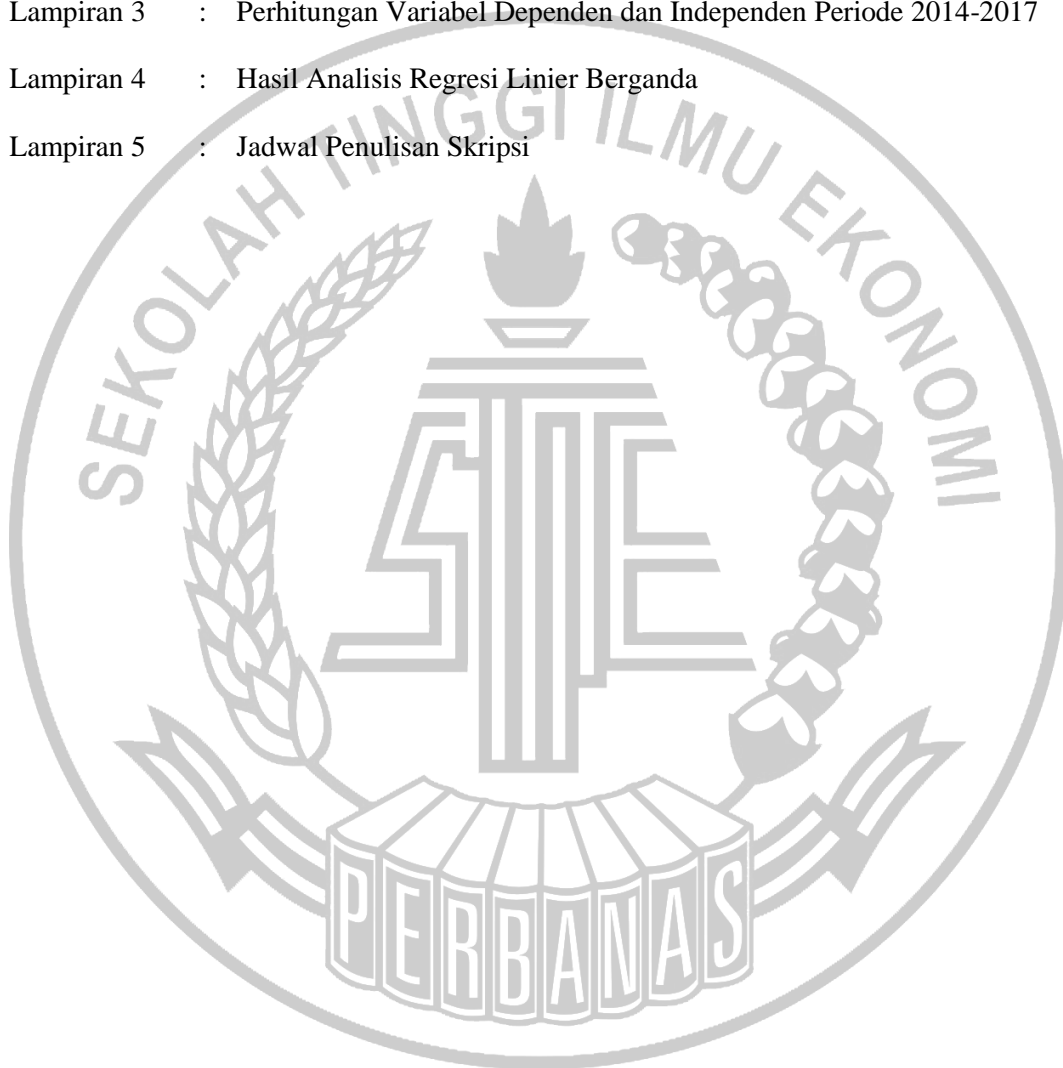 Lampiran 3 : Perhitungan Variabel Dependen dan Independen Periode 2014-2017
Lampiran 4 : Hasil Analisis Regresi Linier Berganda
Lampiran 5 : Jadwal Penulisan Skripsi
SEKOLAH TINGGI ILMU EKONOMI
STIE
PERBANAS